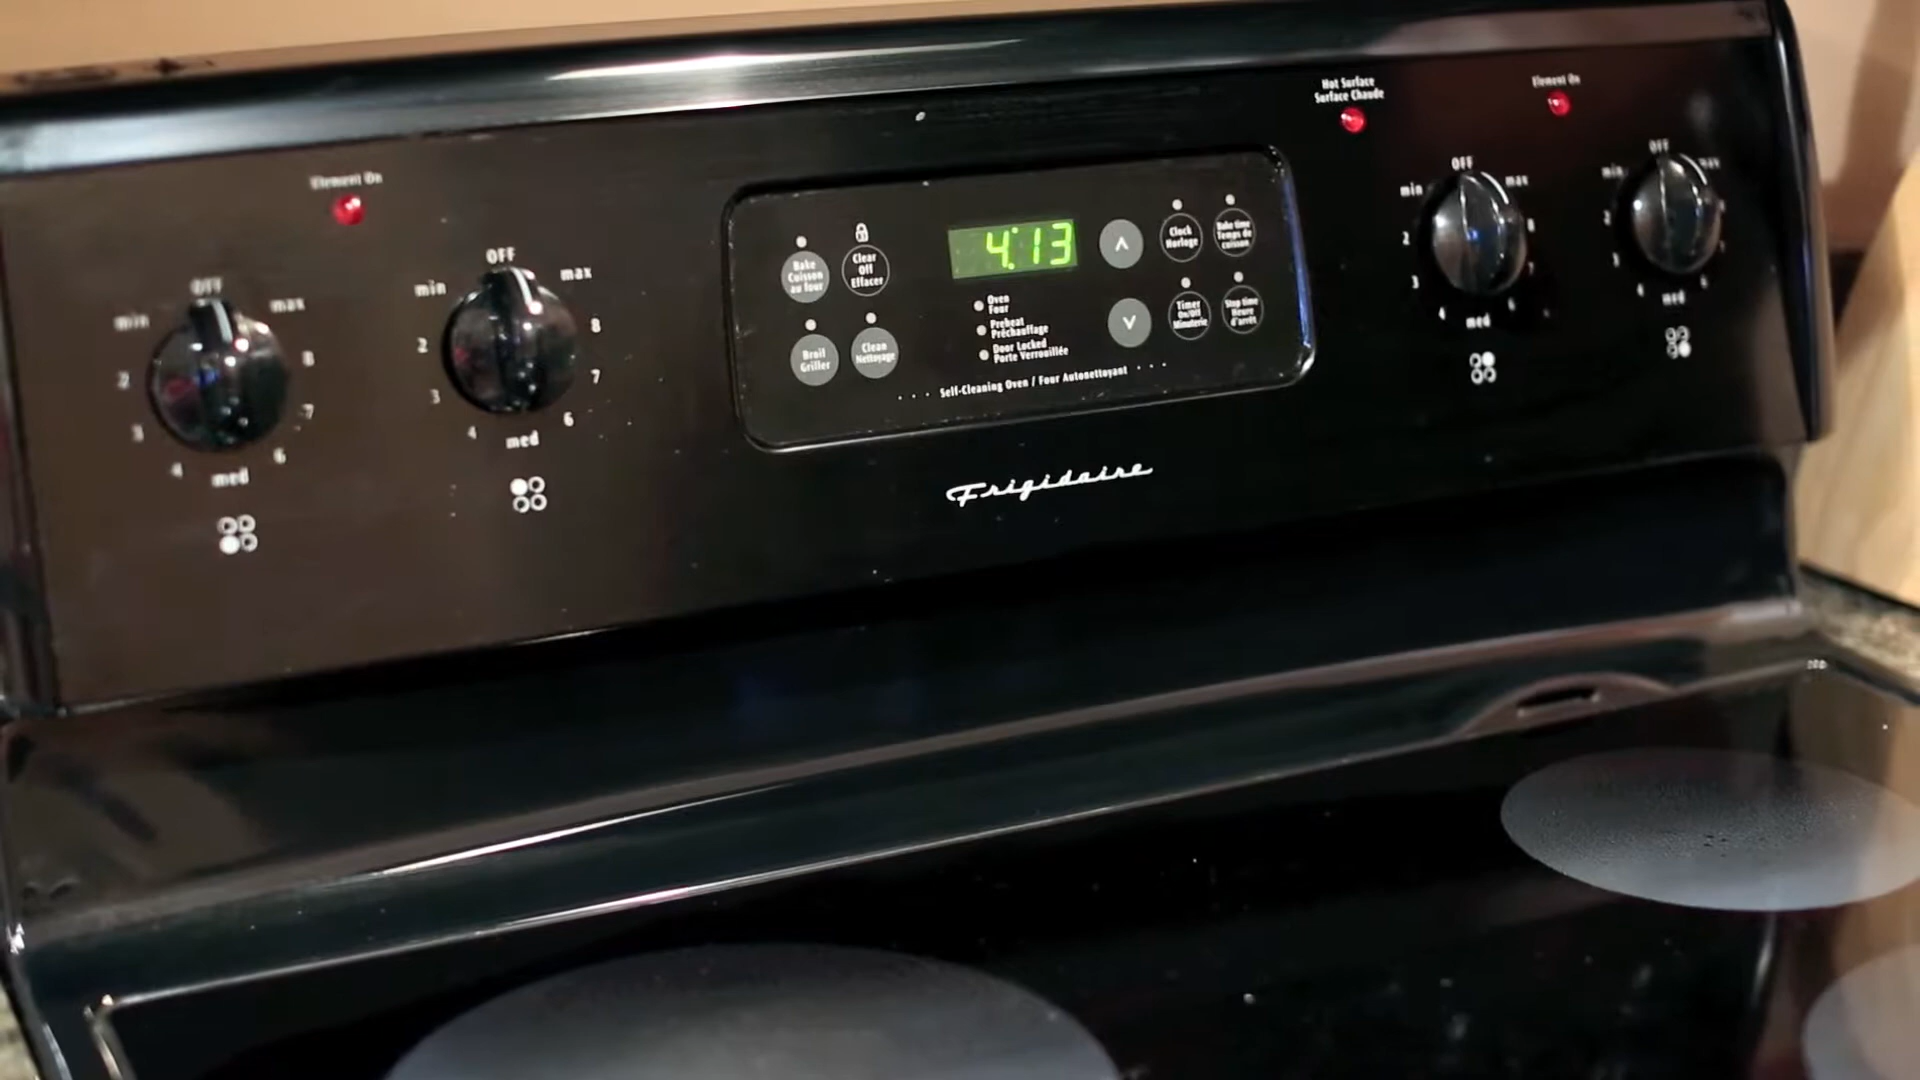 Element On
OFF
min
max
2
8
3
7
4
6
med
OFF
min
max
2
8
3
7
4
6
med
Bake
Cuisson
au four
Clear
Off
Effacer
Broil
Griller
Clean
Nettoyage
4:13
Oven
Four
Preheat
Préchauffage
Door Locked
Porte Verrouillée
Clock
Horloge
Bake time
Temps de
cuisson
Timer
On/Off
Minuterie
Stop time
Heure
d'arrêt
Self-Cleaning Oven / Four Autonettoyant
Frigidaire
Hot Surface
Surface Chaude
OFF
min
max
2
8
3
7
4
6
med
Element On
OFF
min
max
2
3
4
6
med